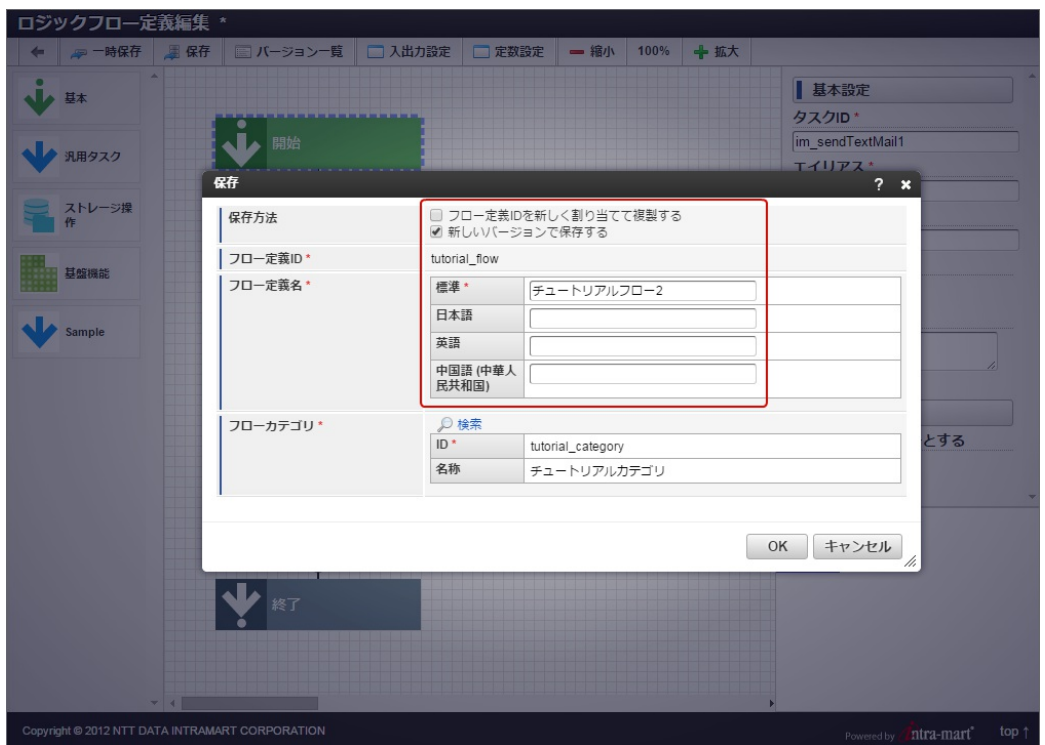 ロジックフロー定義編集 *
一時保存 保存 バージョン一覧 入出力設定 定数設定 縮小 100% 拡大
基本
汎用タスク
ストレージ操作
基盤機能
Sample
開始
基本設定
タスクID *
im_sendTextMail1
エイリアス *
保存 ?
保存方法
フロー定義IDを新しく割り当てて複製する
新しいバージョンで保存する
フロー定義ID *
tutorial_flow
フロー定義名 *
標準 *
チュートリアルフロー2
日本語
英語
中国語 (中華人
民共和国)
フローカテゴリ *
検索
ID *
tutorial_category
名称
チュートリアルカテゴリ
とする
OK キャンセル
終了
Copyright © 2012 NTT DATA INTRAMART CORPORATION
Powered by intra-mart top ↑